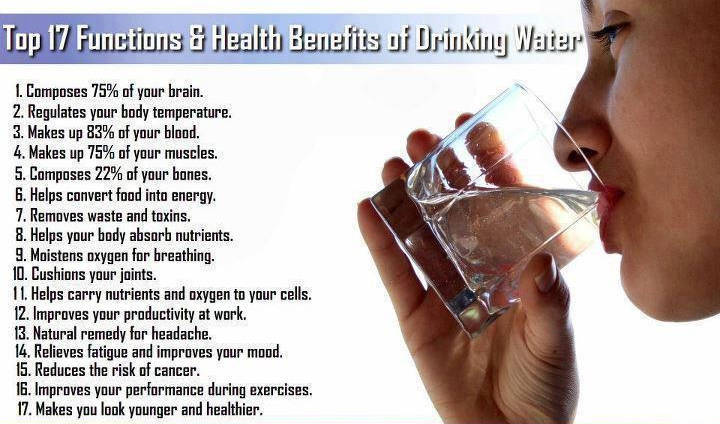 Top 17 Functions & Health Benefits of Drinking Water
1. Composes 75% of your brain.
2. Regulates your body temperature.
3. Makes up 83% of your blood.
4. Makes up 75% of your muscles.
5. Composes 22% of your bones.
6. Helps convert food into energy.
7. Removes waste and toxins.
8. Helps your body absorb nutrients.
9. Moistens oxygen for breathing.
10. Cushions your joints.
11. Helps carry nutrients and oxygen to your cells.
12. Improves your productivity at work.
13. Natural remedy for headache.
14. Relieves fatigue and improves your mood.
15. Reduces the risk of cancer.
16. Improves your performance during exercises.
17. Makes you look younger and healthier.